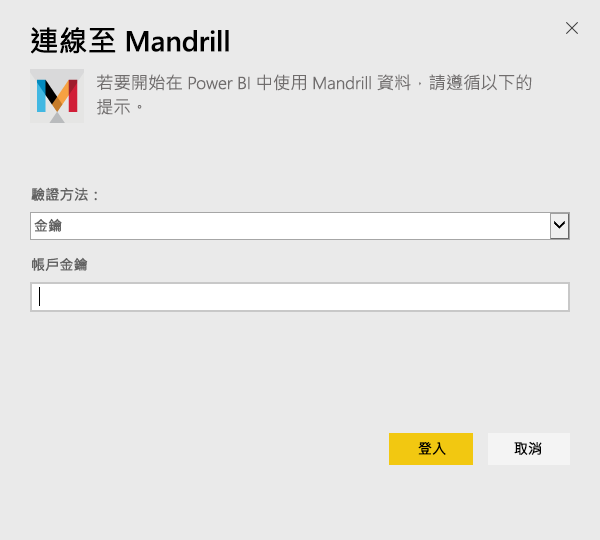 連線至 Mandrill
若要開始在 Power BI 中使用 Mandrill 資料，請遵循以下的
提示。
驗證方法：
金鑰
帳戶金鑰
登入
取消